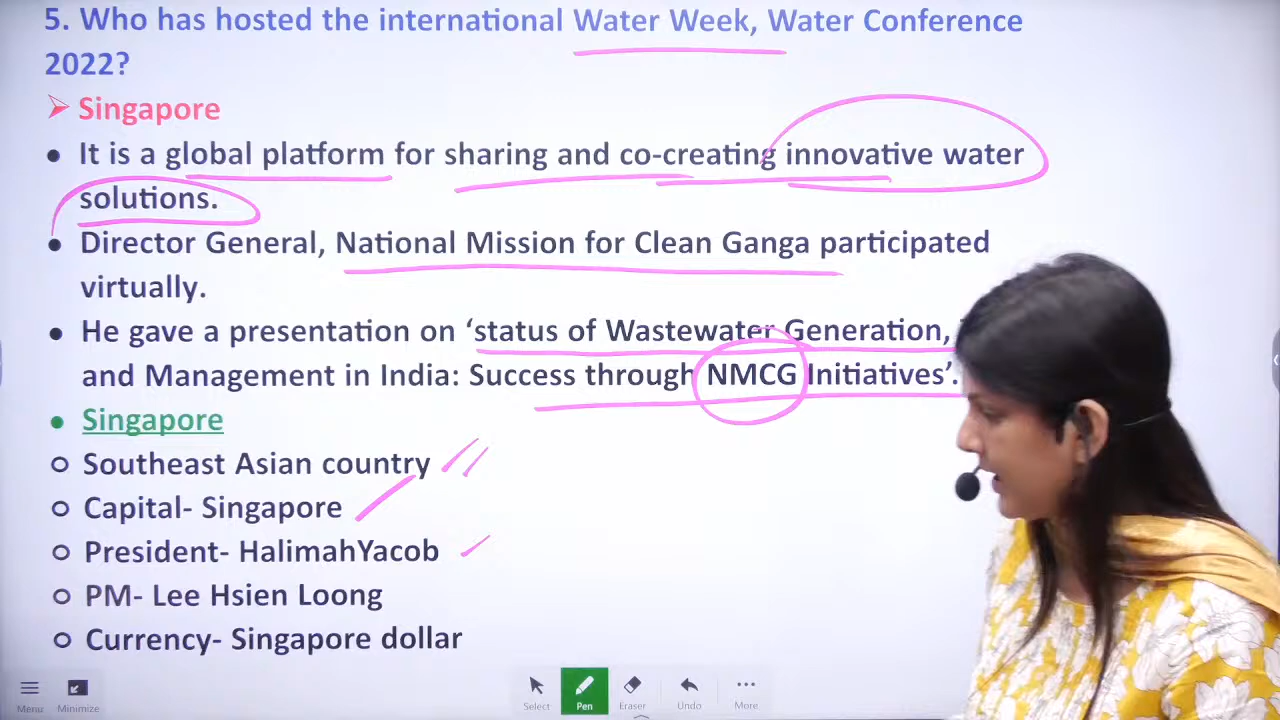 5. Who has hosted the international Water Week, Water Conference
2022?
Singapore
It is a global platform for sharing and co-creating innovative water
solutions.
Director General, National Mission for Clean Ganga participated
virtually.
He gave a presentation on ‘status of Wastewater Generation,
and Management in India: Success through NMCG Initiatives’.
Singapore
Southeast Asian country
Capital- Singapore
President- HalimahYacob
PM- Lee Hsien Loong
Currency- Singapore dollar
Menu Minimize Select Pen Eraser Undo More